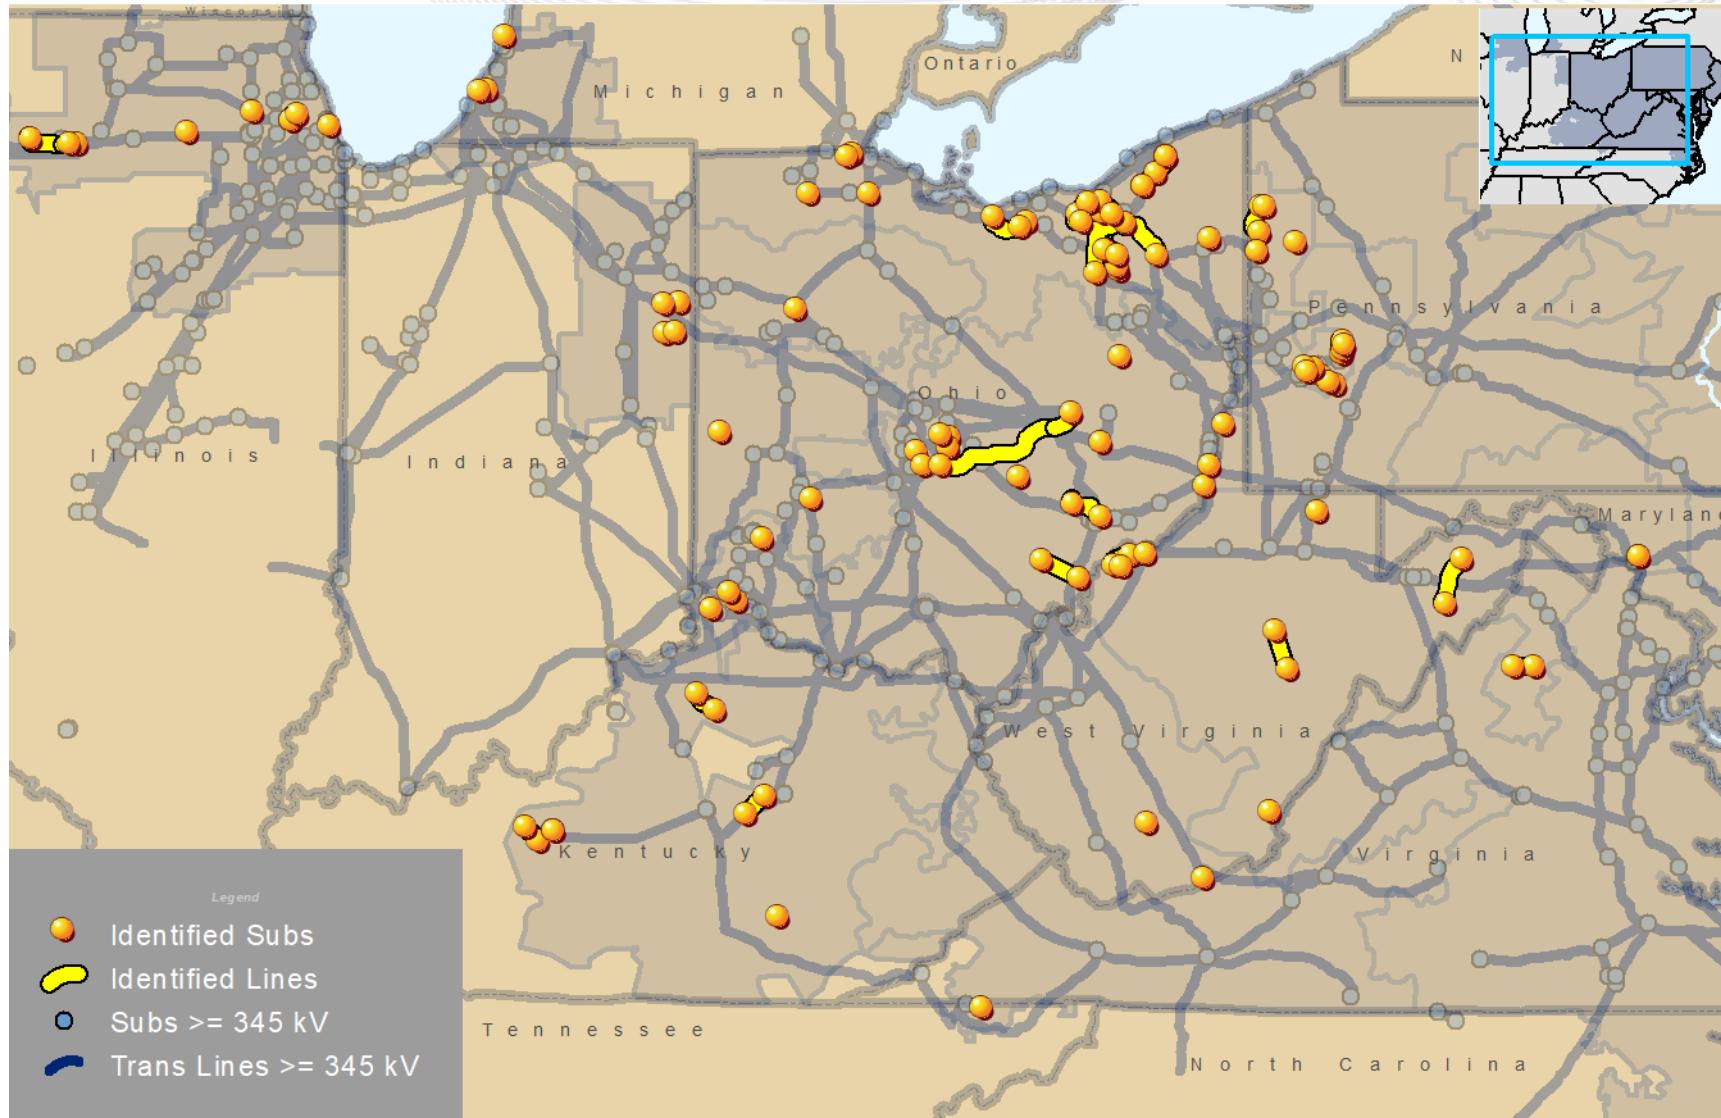 Wisconsin
Ontario
N
Michigan
Pennsylvania
Ohio
Illinois
Indiana
Maryland
West Virginia
Kentucky
Virginia
Legend
Identified Subs
Identified Lines
Subs >= 345 kV
Trans Lines >= 345 kV
Tennessee
North Carolina